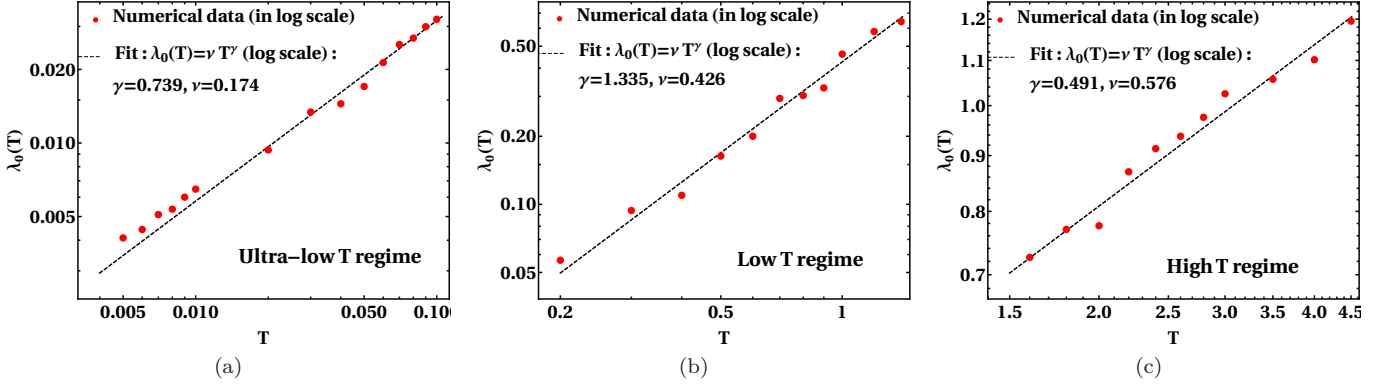 Numerical data (in log scale)
Fit : λ₀(T)=ν T^γ (log scale) :
γ=0.739, ν=0.174
0.020
0.010
0.005
λ₀(T)
Ultra−low T regime
0.005 0.010 0.050 0.100
T
(a)
Numerical data (in log scale)
Fit : λ₀(T)=ν T^γ (log scale) :
γ=1.335, ν=0.426
0.50
0.20
0.10
0.05
λ₀(T)
Low T regime
0.2 0.5 1
T
(b)
Numerical data (in log scale)
Fit : λ₀(T)=ν T^γ (log scale) :
γ=0.491, ν=0.576
1.2
1.1
1.0
0.9
0.8
0.7
λ₀(T)
High T regime
1.5 2.0 2.5 3.0 3.5 4.0 4.5
T
(c)